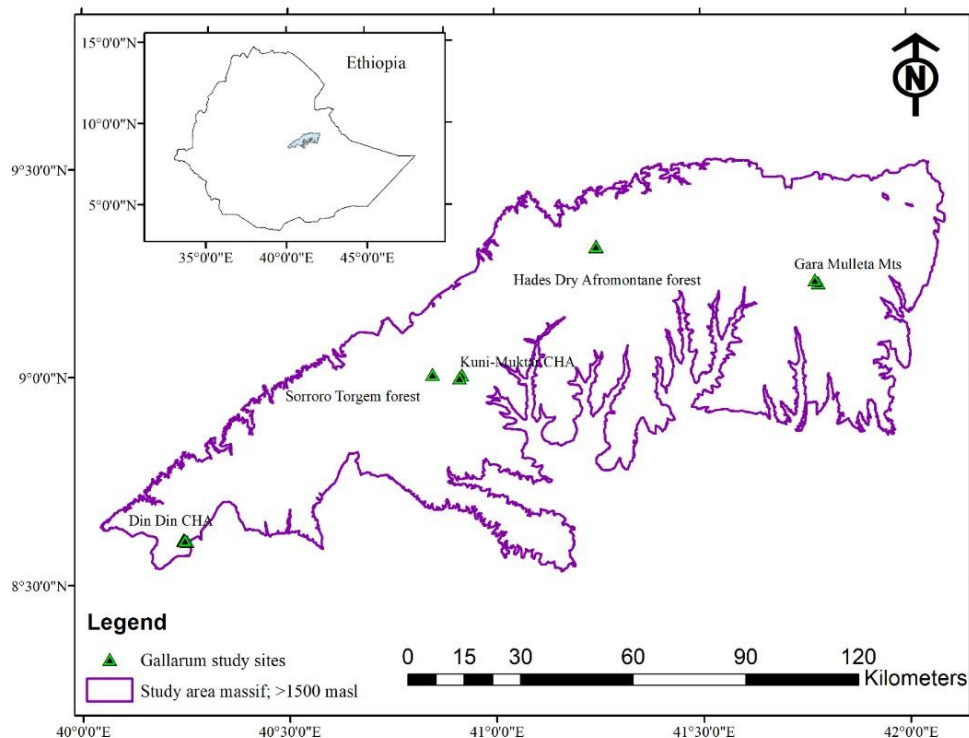 15°0'0"N
10°0'0"N
5°0'0"N
35°0'0"E 40°0'0"E 45°0'0"E
Ethiopia
N
9°30'0"N
9°0'0"N
8°30'0"N
Hades Dry Afromontane forest
Gara Mulleta Mts
Kuni-Muktar CHA
Sorroro Torgem forest
Din Din CHA
Legend
Gallarum study sites
Study area massif; >1500 masl
0 15 30 60 90 120
Kilometers
40°0'0"E 40°30'0"E 41°0'0"E 41°30'0"E 42°0'0"E